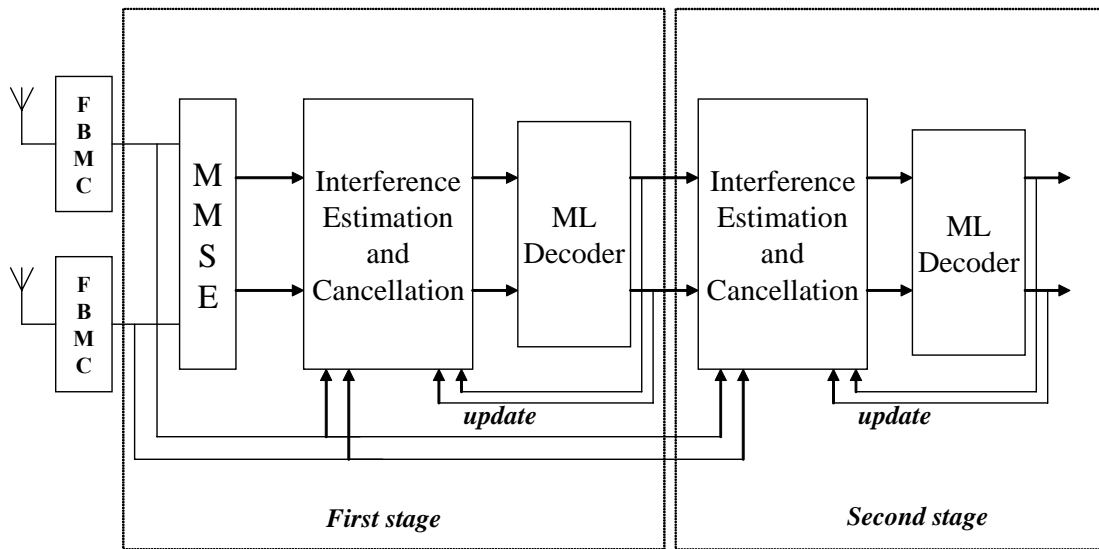 F
B
M
C
F
B
M
C
M
M
S
E
Interference
Estimation
and
Cancellation
ML
Decoder
update
First stage
Interference
Estimation
and
Cancellation
ML
Decoder
update
Second stage